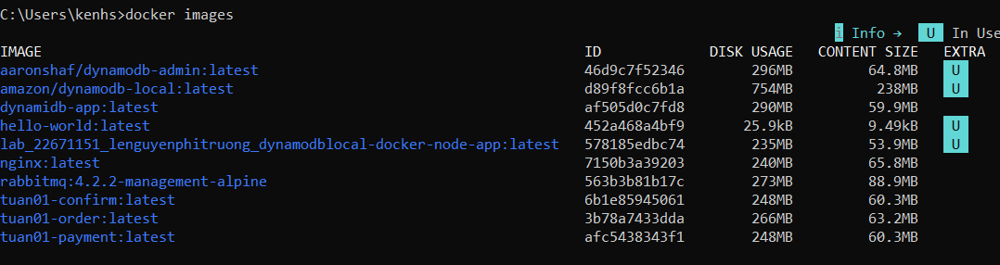 C:\Users\kenhs>docker images
i Info → U In Use
IMAGE ID DISK USAGE CONTENT SIZE EXTRA
aaronshaf/dynamodb-admin:latest 46d9c7f52346 296MB 64.8MB U
amazon/dynamodb-local:latest d89f8fcc6b1a 754MB 238MB U
dynamidb-app:latest af505d0c7fd8 290MB 59.9MB
hello-world:latest 452a468a4bf9 25.9kB 9.49kB U
lab_22671151_lenguyenphitruong_dynamodblocal-docker-node-app:latest 578185edbc74 235MB 53.9MB U
nginx:latest 7150b3a39203 240MB 65.8MB
rabbitmq:4.2.2-management-alpine 563b3b81b17c 273MB 88.9MB
tuan01-confirm:latest 6b1e85945061 248MB 60.3MB
tuan01-order:latest 3b78a7433dda 266MB 63.2MB
tuan01-payment:latest afc5438343f1 248MB 60.3MB